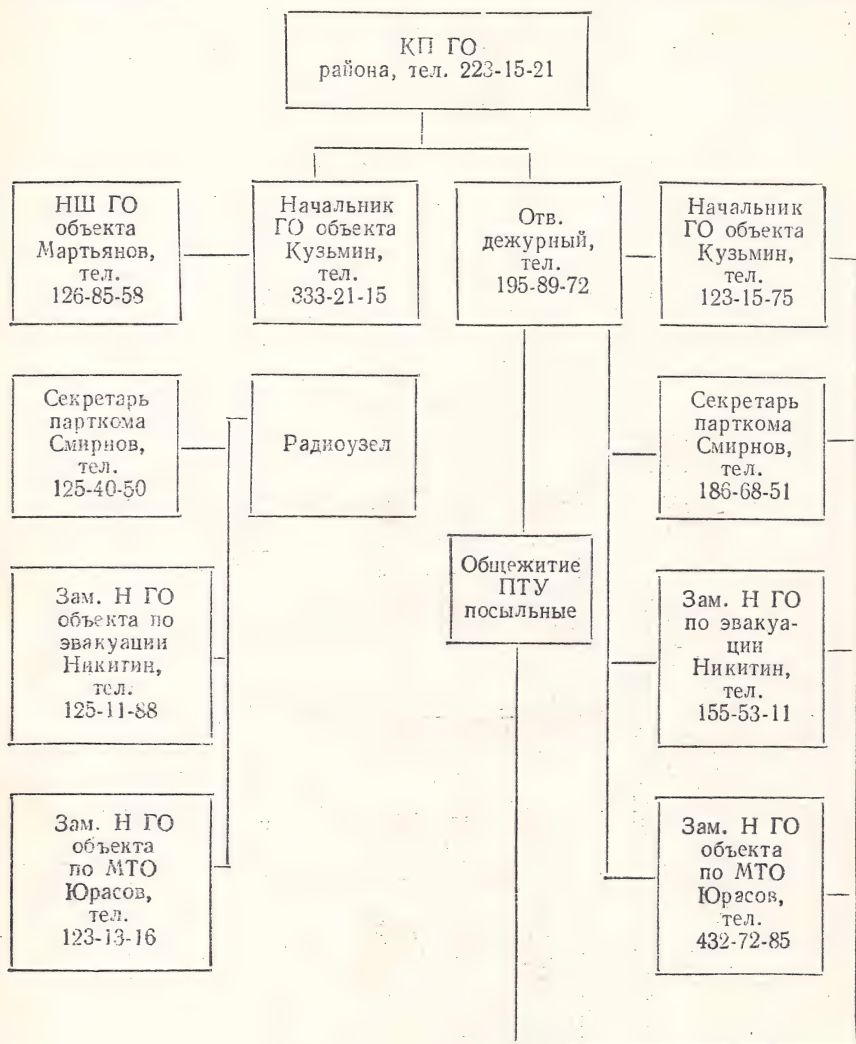 КП ГО
района, тел. 223-15-21
НШ ГО
объекта
Мартьянов,
тел.
126-85-58
Начальник
ГО объекта
Кузьмин,
тел.
333-21-15
Отв.
дежурный,
тел.
195-89-72
Начальник
ГО объекта
Кузьмин,
тел.
123-15-75
Секретарь
парткома
Смирнов,
тел.
125-40-50
Радиоузел
Секретарь
парткома
Смирнов,
тел.
186-68-51
Зам. Н ГО
объекта по
эвакуации
Никитин,
тел.
125-11-88
Общежитие
ПТУ
посыльные
Зам. Н ГО
по эвакуа-
ции
Никитин,
тел.
155-53-11
Зам. Н ГО
объекта
по МТО
Юрасов,
тел.
123-13-16
Зам. Н ГО
объекта
по МТО
Юрасов,
тел.
432-72-85